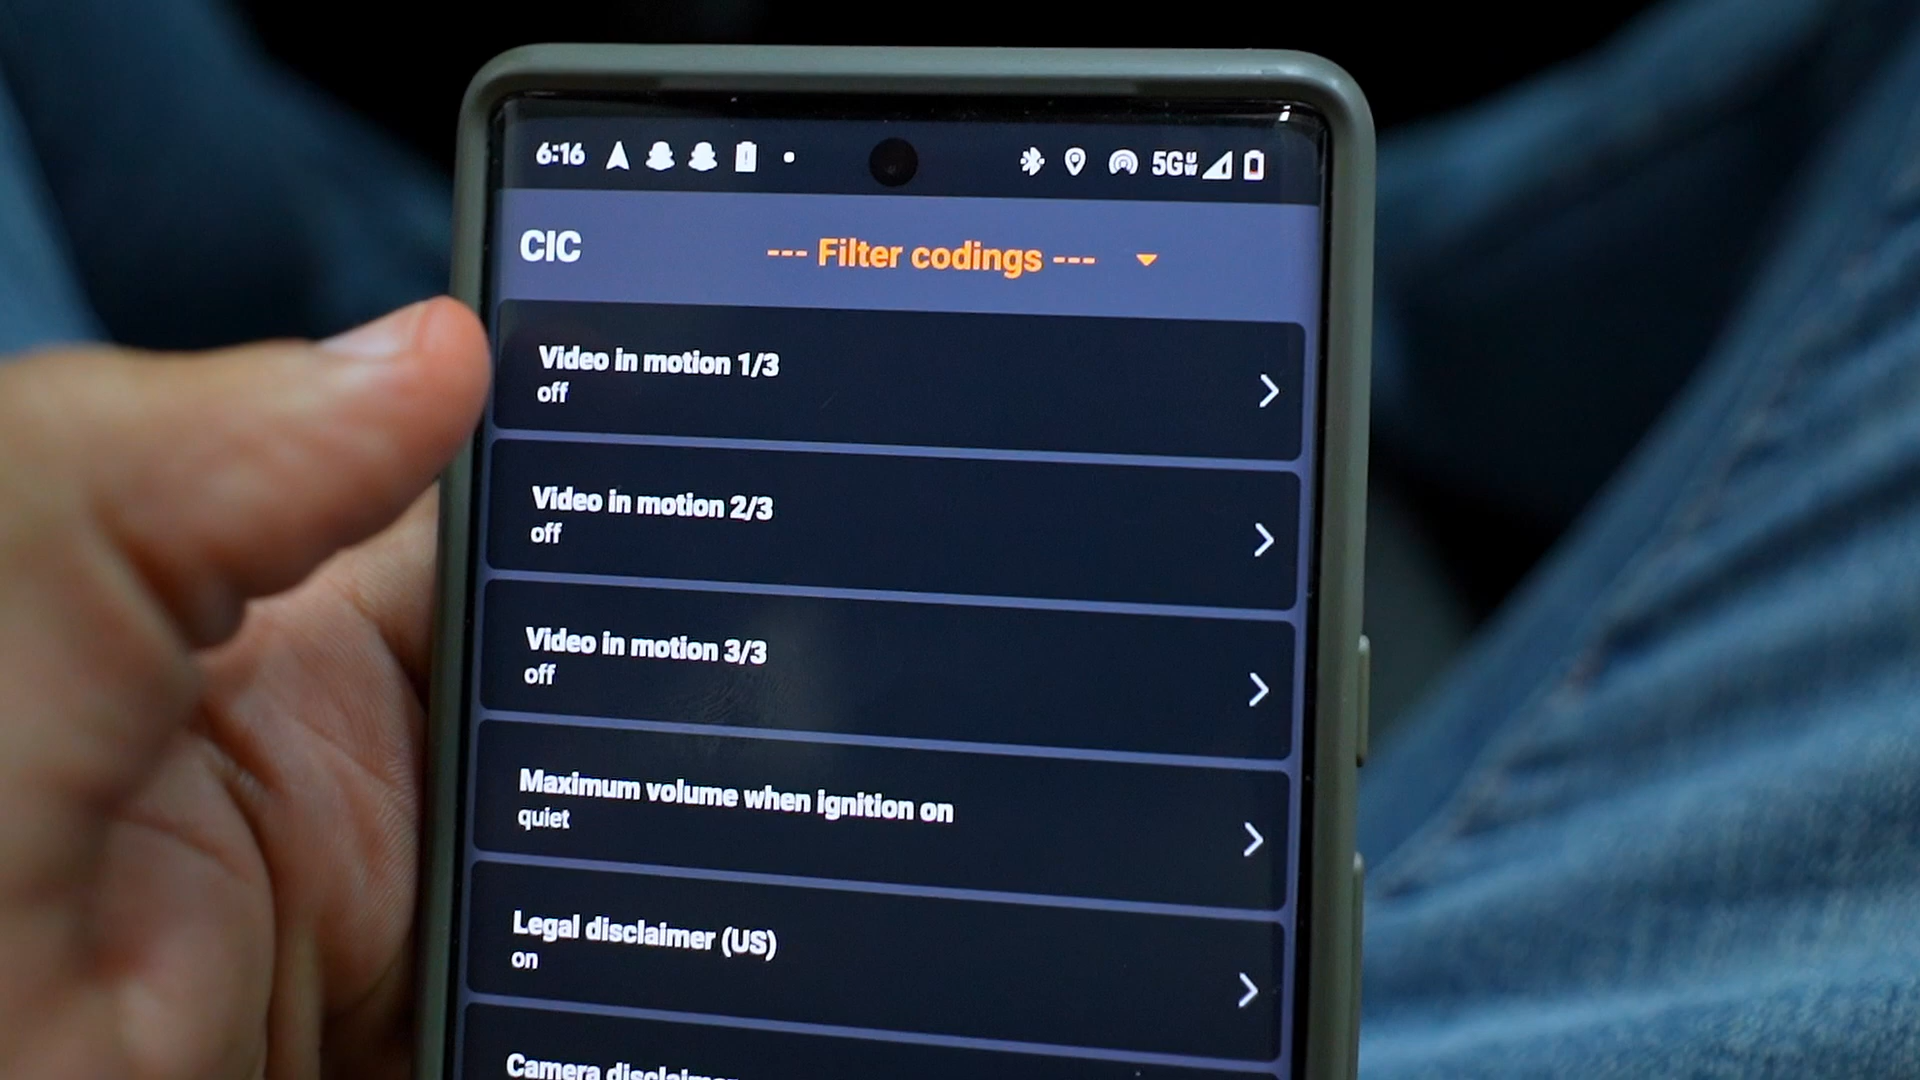 6:16 5G
CIC --- Filter codings ---
Video in motion 1/3
off
Video in motion 2/3
off
Video in motion 3/3
off
Maximum volume when ignition on
quiet
Legal disclaimer (US)
on
Camera